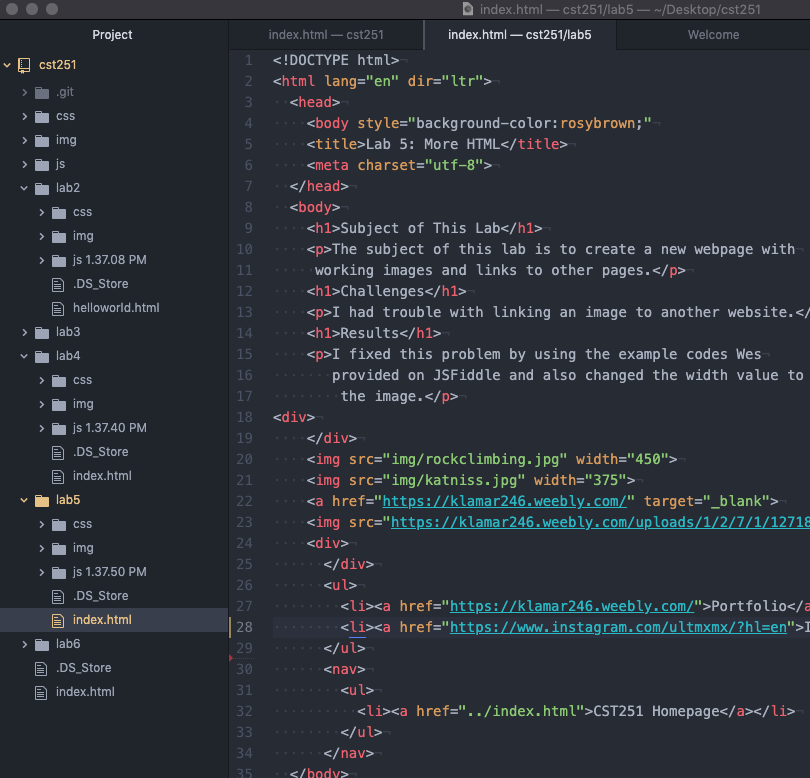 index.html — cst251/lab5 — ~/Desktop/cst251
Project
index.html — cst251
index.html — cst251/lab5
Welcome
cst251
.git
css
img
js
lab2
css
img
js 1.37.08 PM
.DS_Store
helloworld.html
lab3
lab4
css
img
js 1.37.40 PM
.DS_Store
index.html
lab5
css
img
js 1.37.50 PM
.DS_Store
index.html
lab6
.DS_Store
index.html
1 <!DOCTYPE html>
2 <html lang="en" dir="ltr">
3 <head>
4 <body style="background-color:rosybrown;"
5 <title>Lab 5: More HTML</title>
6 <meta charset="utf-8">
7 </head>
8 <body>
9 <h1>Subject of This Lab</h1>
10 <p>The subject of this lab is to create a new webpage with
11 working images and links to other pages.</p>
12 <h1>Challenges</h1>
13 <p>I had trouble with linking an image to another website.</
14 <h1>Results</h1>
15 <p>I fixed this problem by using the example codes Wes
16 provided on JSFiddle and also changed the width value to
17 the image.</p>
18 <div>
19 </div>
20 <img src="img/rockclimbing.jpg" width="450">
21 <img src="img/katniss.jpg" width="375">
22 <a href="https://klamar246.weebly.com/" target="_blank">
23 <img src="https://klamar246.weebly.com/uploads/1/2/7/1/12718
24 <div>
25 </div>
26 <ul>
27 <li><a href="https://klamar246.weebly.com/">Portfolio</a
28 <li><a href="https://www.instagram.com/ultmxmx/?hl=en">I
29 </ul>
30 <nav>
31 <ul>
32 <li><a href="../index.html">CST251 Homepage</a></li>
33 </ul>
34 </nav>
35 </body>